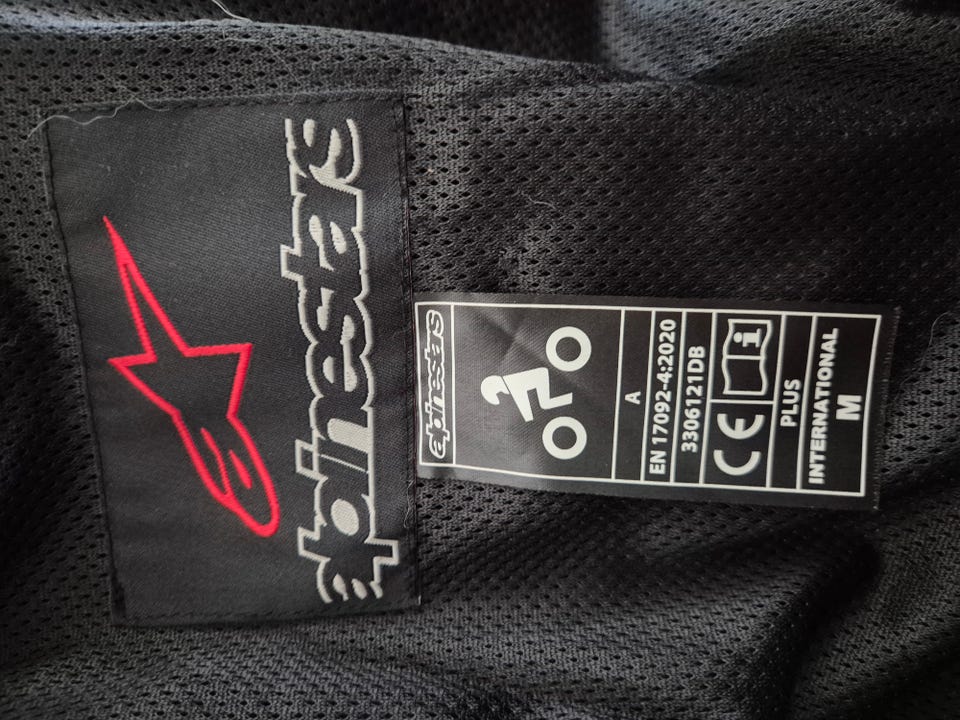 alpinestars
alpinestars
A
EN 17092-4:2020
3306121DB
CE
i
PLUS
INTERNATIONAL
M